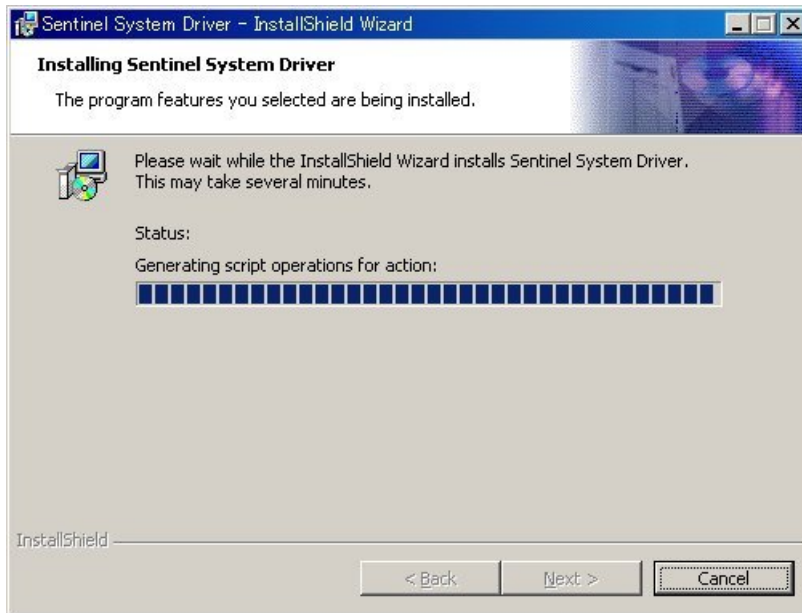 Sentinel System Driver - InstallShield Wizard
Installing Sentinel System Driver
The program features you selected are being installed.
Please wait while the InstallShield Wizard installs Sentinel System Driver.
This may take several minutes.
Status:
Generating script operations for action:
InstallShield
< Back
Next >
Cancel